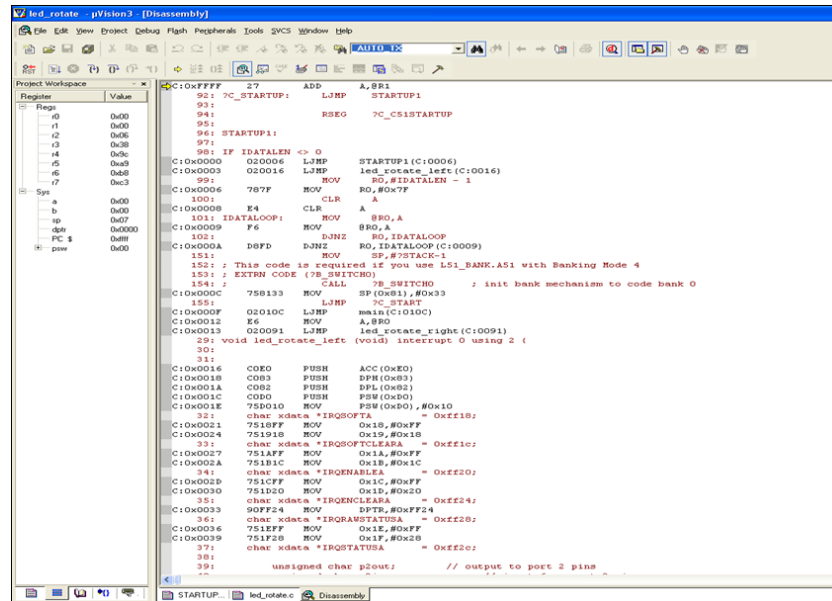 led_rotate - µVision3 - [Disassembly]
File Edit View Project Debug Flash Peripherals Tools SVCS Window Help
AUTO_TX
RST
Project Workspace
Register Value
Regs
r0 0x00
r1 0x00
r2 0x06
r3 0x38
r4 0x9c
r5 0xa9
r6 0xb8
r7 0xc3
Sys
a 0x00
b 0x00
sp 0x07
dptr 0x0000
PC $ 0xffff
psw 0x00
C:0xFFFF 27 ADD A,@R1
92: ?C_STARTUP: LJMP STARTUP1
93:
94: RSEG ?C_C51STARTUP
95:
96: STARTUP1:
97:
98: IF IDATALEN <> 0
C:0x0000 020006 LJMP STARTUP1(C:0006)
C:0x0003 020016 LJMP led_rotate_left(C:0016)
99: MOV R0,#IDATALEN - 1
C:0x0006 787F MOV R0,#0x7F
100: CLR A
C:0x0008 E4 CLR A
101: IDATALOOP: MOV @R0,A
C:0x0009 F6 MOV @R0,A
102: DJNZ R0,IDATALOOP
C:0x000A D8FD DJNZ R0,IDATALOOP(C:0009)
151: MOV SP,#?STACK-1
152: ; This code is required if you use L51_BANK.A51 with Banking Mode 4
153: ; EXTRN CODE (?B_SWITCH0)
154: ; CALL ?B_SWITCH0 ; init bank mechanism to code bank 0
C:0x000C 758133 MOV SP(0x81),#0x33
155: LJMP ?C_START
C:0x000F 02010C LJMP main(C:010C)
C:0x0012 E6 MOV A,@R0
C:0x0013 020091 LJMP led_rotate_right(C:0091)
29: void led_rotate_left (void) interrupt 0 using 2 {
30:
31:
C:0x0016 C0E0 PUSH ACC(0xE0)
C:0x0018 C083 PUSH DPH(0x83)
C:0x001A C082 PUSH DPL(0x82)
C:0x001C C0D0 PUSH PSW(0xD0)
C:0x001E 75D010 MOV PSW(0xD0),#0x10
32: char xdata *IRQSOFTA = 0xff18;
C:0x0021 7518FF MOV 0x18,#0xFF
C:0x0024 751918 MOV 0x19,#0x18
33: char xdata *IRQSOFTCLEARA = 0xff1c;
C:0x0027 751AFF MOV 0x1A,#0xFF
C:0x002A 751B1C MOV 0x1B,#0x1C
34: char xdata *IRQENABLEA = 0xff20;
C:0x002D 751CFF MOV 0x1C,#0xFF
C:0x0030 751D20 MOV 0x1D,#0x20
35: char xdata *IRQENCLEARA = 0xff24;
C:0x0033 90FF24 MOV DPTR,#0xFF24
36: char xdata *IRQRAWSTATUSA = 0xff28;
C:0x0036 751EFF MOV 0x1E,#0xFF
C:0x0039 751F28 MOV 0x1F,#0x28
37: char xdata *IRQSTATUSA = 0xff2c;
38:
39: unsigned char p2out; // output to port 2 pins
STARTUP... led_rotate.c Disassembly